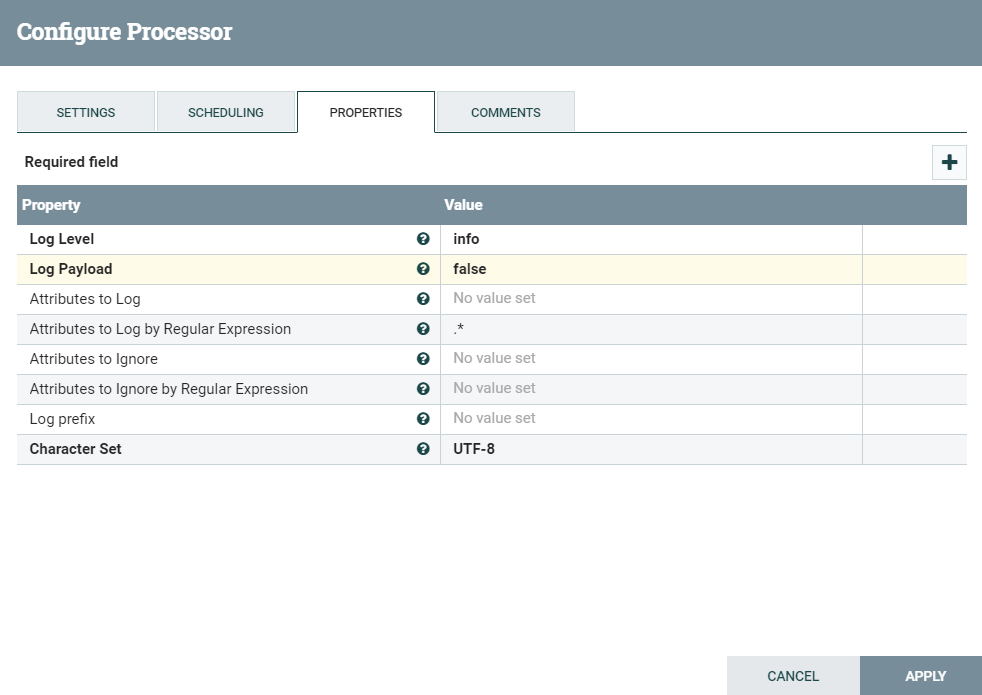 Configure Processor
SETTINGS SCHEDULING PROPERTIES COMMENTS
Required field
Property Value
Log Level info
Log Payload false
Attributes to Log No value set
Attributes to Log by Regular Expression .*
Attributes to Ignore No value set
Attributes to Ignore by Regular Expression No value set
Log prefix No value set
Character Set UTF-8
CANCEL APPLY